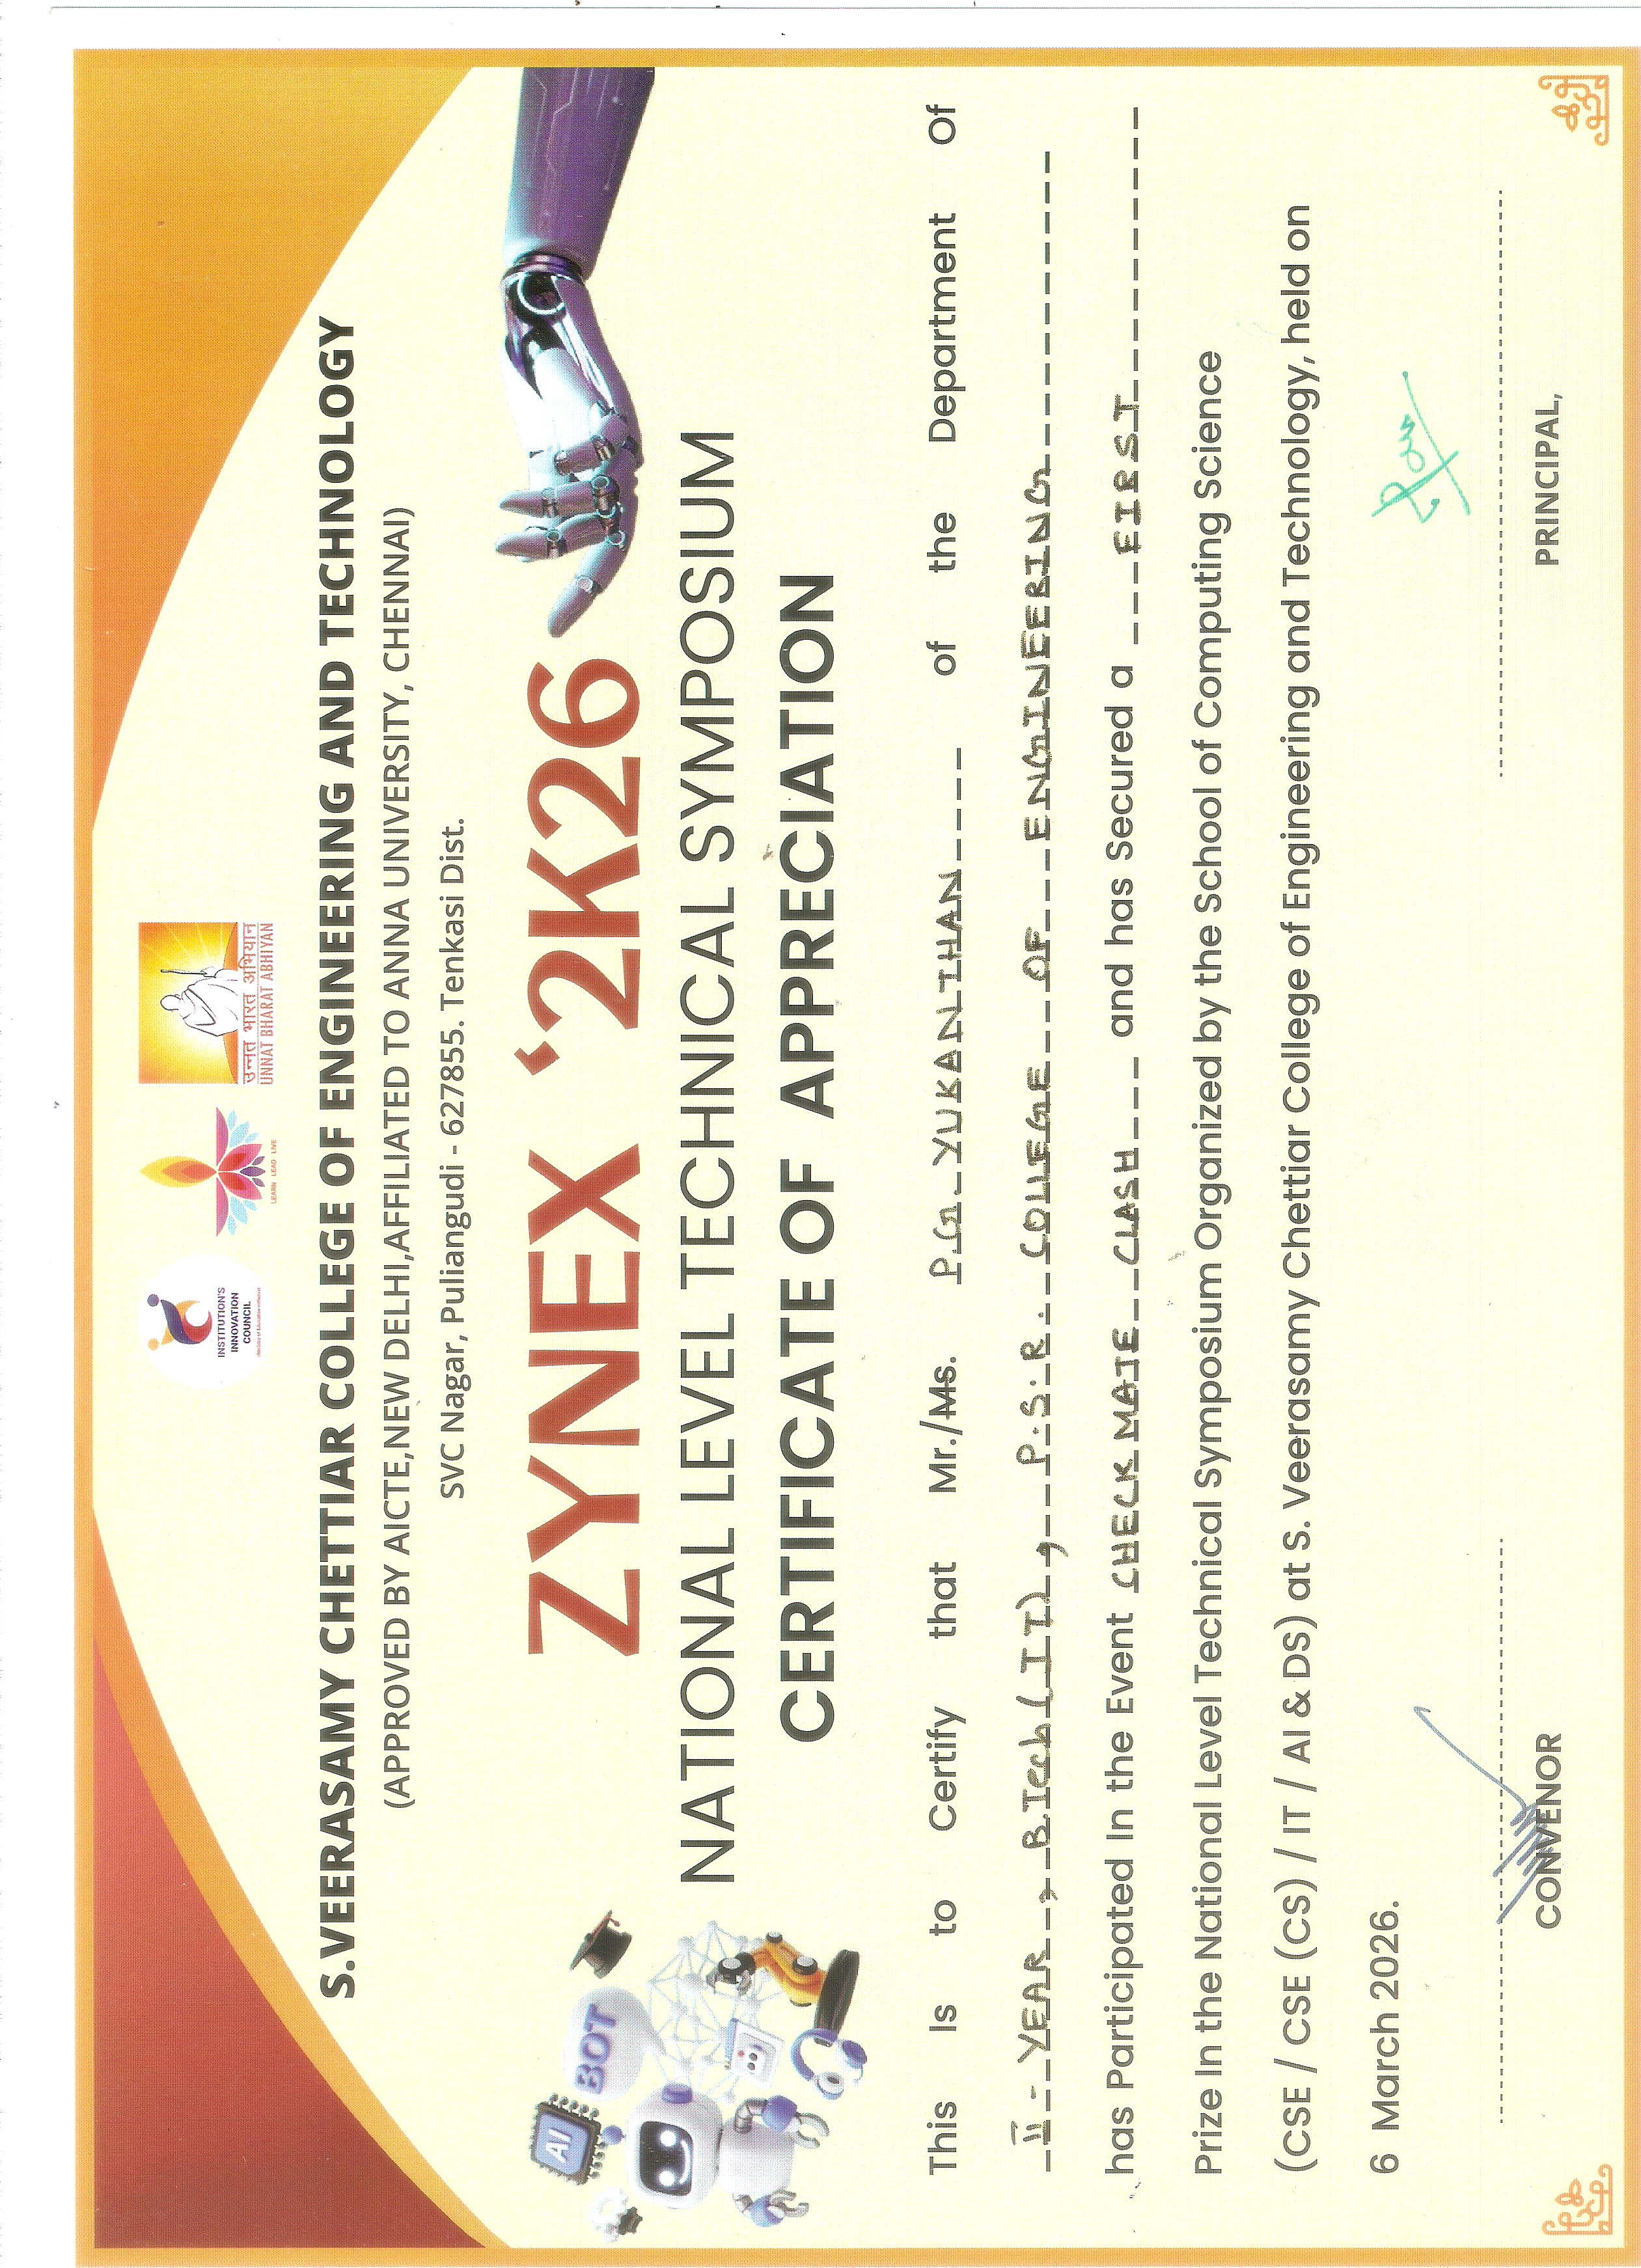 INSTITUTION'S
INNOVATION
COUNCIL
LEARN LEAD LIVE
उन्नत भारत अभियान
UNNAT BHARAT ABHIYAN
S.VEERASAMY CHETTIAR COLLEGE OF ENGINEERING AND TECHNOLOGY
(APPROVED BY AICTE,NEW DELHI,AFFILIATED TO ANNA UNIVERSITY, CHENNAI)
SVC Nagar, Puliangudi - 627855. Tenkasi Dist.
AI
BOT
ZYNEX ‘2K26
NATIONAL LEVEL TECHNICAL SYMPOSIUM
CERTIFICATE OF APPRECIATION
This Is to Certify that Mr./Ms. P.G. YUKANTHAN of the Department Of
II - YEAR, B.Tech (IT), P.S.R. COLLEGE OF ENGINEERING
has Participated In the Event CHECK MATE CLASH and has Secured a FIRST
Prize In the National Level Technical Symposium Organized by the School of Computing Science
(CSE / CSE (CS) / IT / AI & DS) at S. Veerasamy Chettiar College of Engineering and Technology, held on
6 March 2026.
CONVENOR
PRINCIPAL,